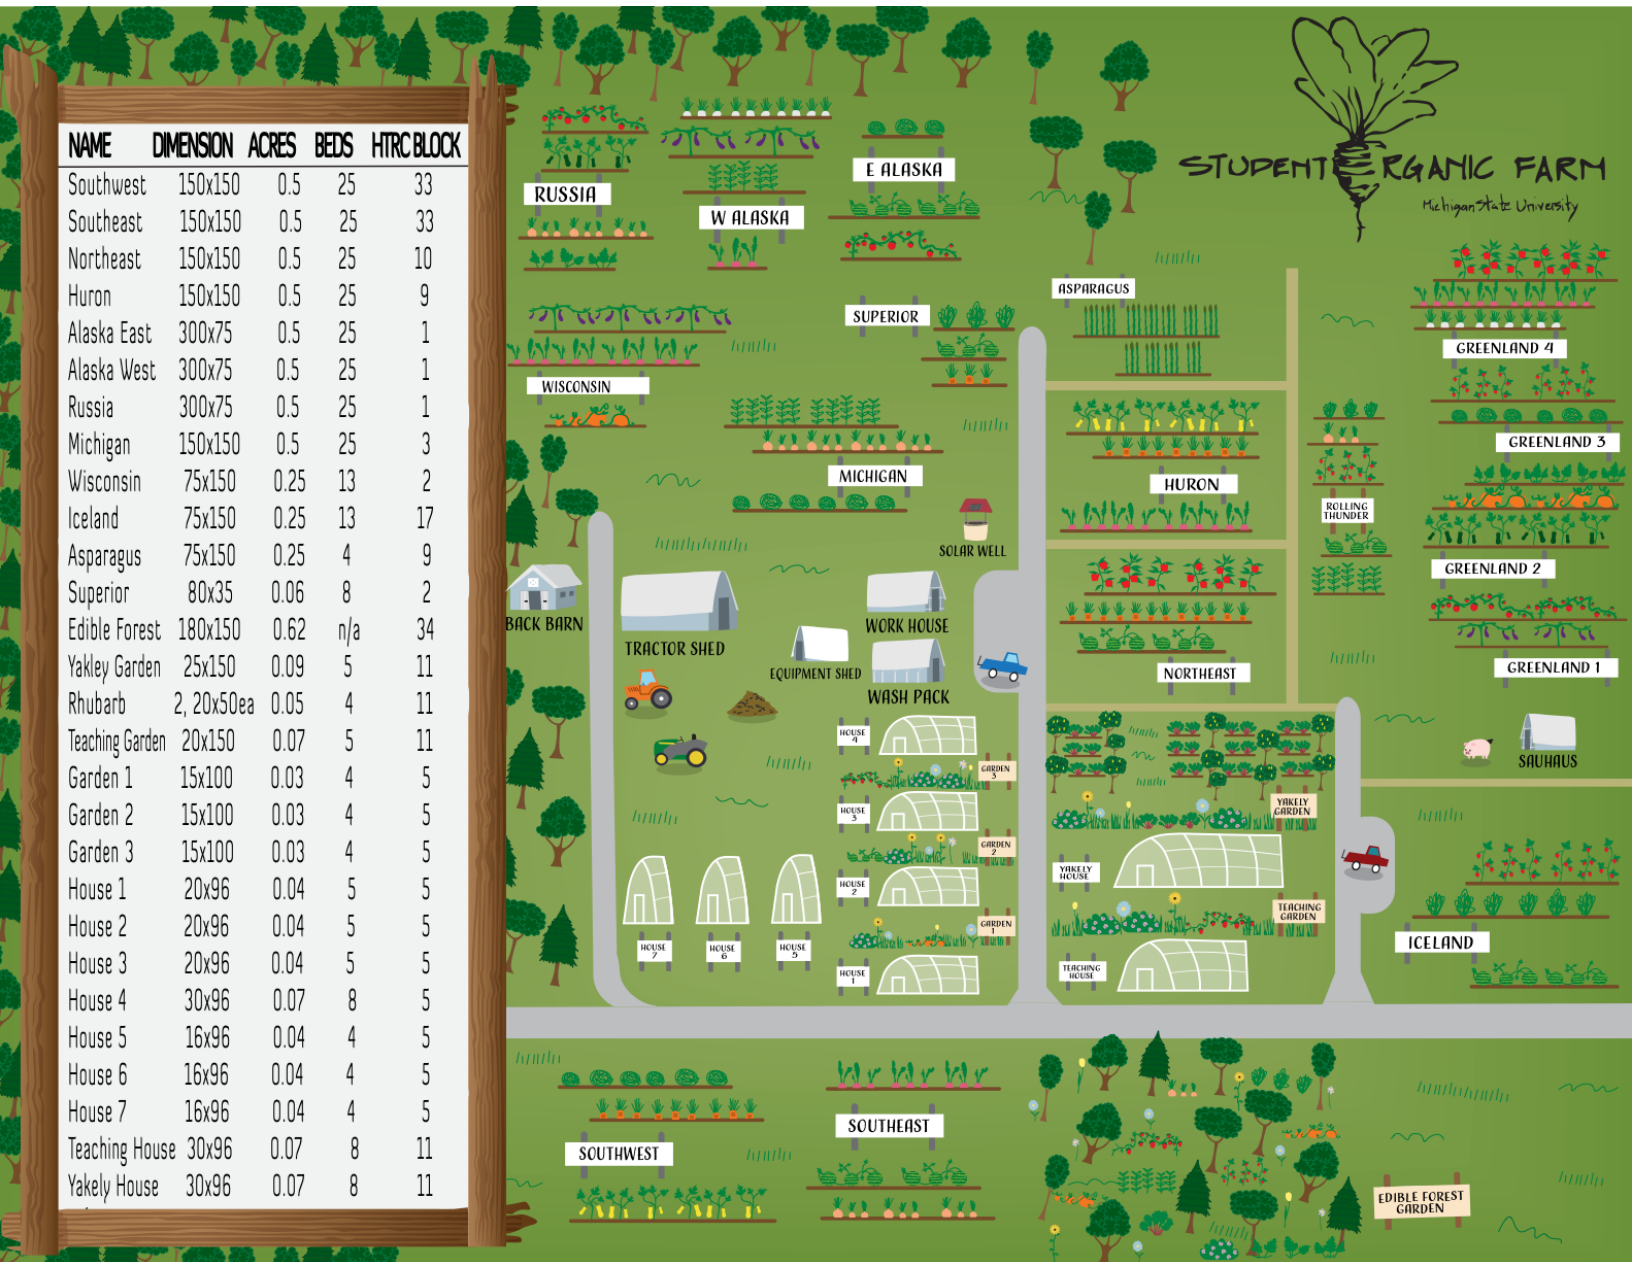 NAME DIMENSION ACRES BEDS HTRC BLOCK
Southwest 150x150 0.5 25 33
Southeast 150x150 0.5 25 33
Northeast 150x150 0.5 25 10
Huron 150x150 0.5 25 9
Alaska East 300x75 0.5 25 1
Alaska West 300x75 0.5 25 1
Russia 300x75 0.5 25 1
Michigan 150x150 0.5 25 3
Wisconsin 75x150 0.25 13 2
Iceland 75x150 0.25 13 17
Asparagus 75x150 0.25 4 9
Superior 80x35 0.06 8 2
Edible Forest 180x150 0.62 n/a 34
Yakley Garden 25x150 0.09 5 11
Rhubarb 2, 20x50ea 0.05 4 11
Teaching Garden 20x150 0.07 5 11
Garden 1 15x100 0.03 4 5
Garden 2 15x100 0.03 4 5
Garden 3 15x100 0.03 4 5
House 1 20x96 0.04 5 5
House 2 20x96 0.04 5 5
House 3 20x96 0.04 5 5
House 4 30x96 0.07 8 5
House 5 16x96 0.04 4 5
House 6 16x96 0.04 4 5
House 7 16x96 0.04 4 5
Teaching House 30x96 0.07 8 11
Yakely House 30x96 0.07 8 11
STUDENT ORGANIC FARM
Michigan State University
RUSSIA
W ALASKA
E ALASKA
SUPERIOR
ASPARAGUS
WISCONSIN
MICHIGAN
SOLAR WELL
HURON
ROLLING
THUNDER
GREENLAND 4
GREENLAND 3
GREENLAND 2
GREENLAND 1
NORTHEAST
BACK BARN
TRACTOR SHED
EQUIPMENT SHED
WORK HOUSE
WASH PACK
SAUHAUS
HOUSE
4
GARDEN
3
HOUSE
3
GARDEN
2
HOUSE
2
GARDEN
1
HOUSE
1
HOUSE
7
HOUSE
6
HOUSE
5
YAKELY
GARDEN
YAKELY
HOUSE
TEACHING
GARDEN
TEACHING
HOUSE
ICELAND
SOUTHWEST
SOUTHEAST
EDIBLE FOREST
GARDEN